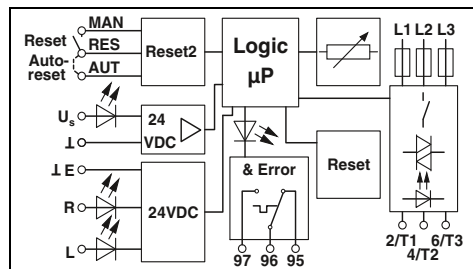 MAN
Reset
RES
Auto-
reset
AUT
Reset2
Logic
µP
L1 L2 L3
Us
24
VDC
⊥
⊥ E
R
L
24VDC
& Error
Reset
97 96 95
2/T1 6/T3
4/T2